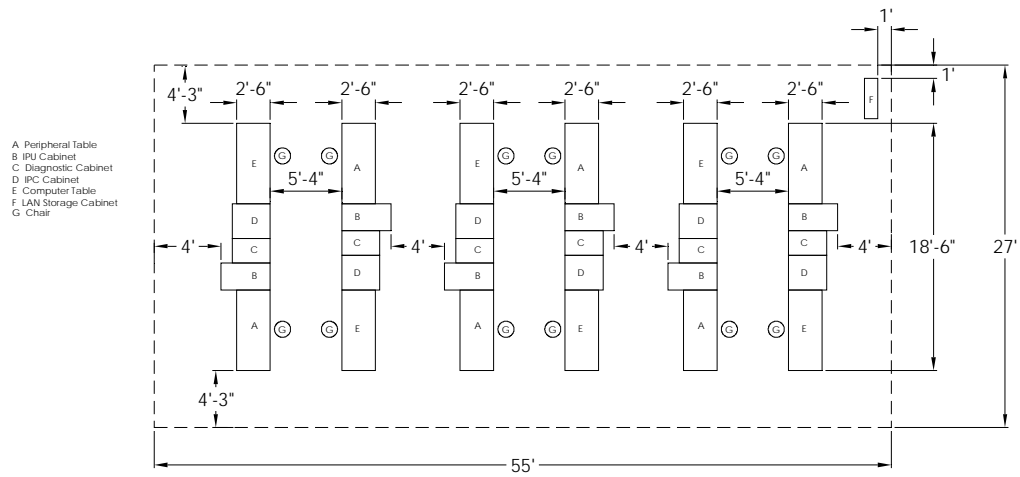 1'
1'
2'-6" 2'-6" 2'-6" 2'-6" 2'-6" 2'-6"
4'-3"
F
A Peripheral Table
B IPU Cabinet
C Diagnostic Cabinet
D IPC Cabinet
E Computer Table
F LAN Storage Cabinet
G Chair
E G G A E G G A E G G A
5'-4" 5'-4" 5'-4"
D B D B D B
4' C C 4' C C 4' C C 4' 18'-6" 27'
B D B D B D
A G G E A G G E A G G E
4'-3"
55'